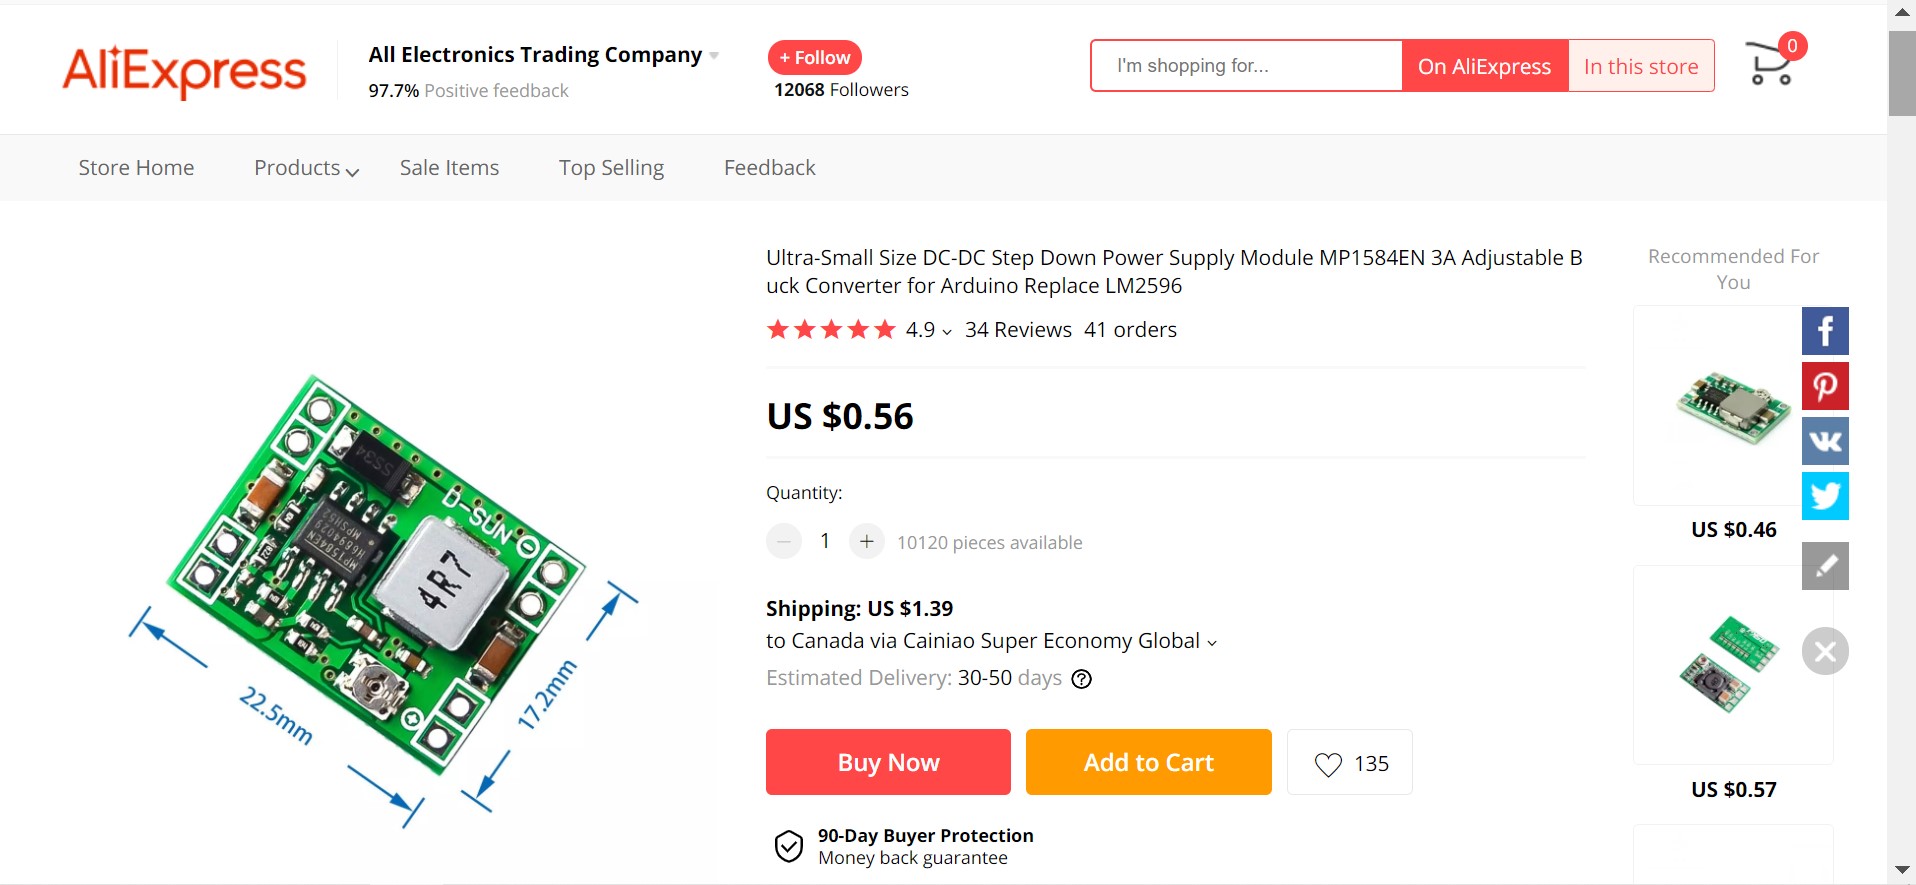 AliExpress
All Electronics Trading Company
97.7% Positive feedback
+ Follow
12068 Followers
I'm shopping for...
On AliExpress
In this store
0
Store Home
Products
Sale Items
Top Selling
Feedback
Ultra-Small Size DC-DC Step Down Power Supply Module MP1584EN 3A Adjustable B
uck Converter for Arduino Replace LM2596
4.9
34 Reviews
41 orders
US $0.56
Quantity:
1
10120 pieces available
Shipping: US $1.39
to Canada via Cainiao Super Economy Global
Estimated Delivery: 30-50 days
Buy Now
Add to Cart
135
90-Day Buyer Protection
Money back guarantee
SS34
D-SUN
MP1584EN
4R7
22.5mm
17.2mm
Recommended For
You
US $0.46
US $0.57